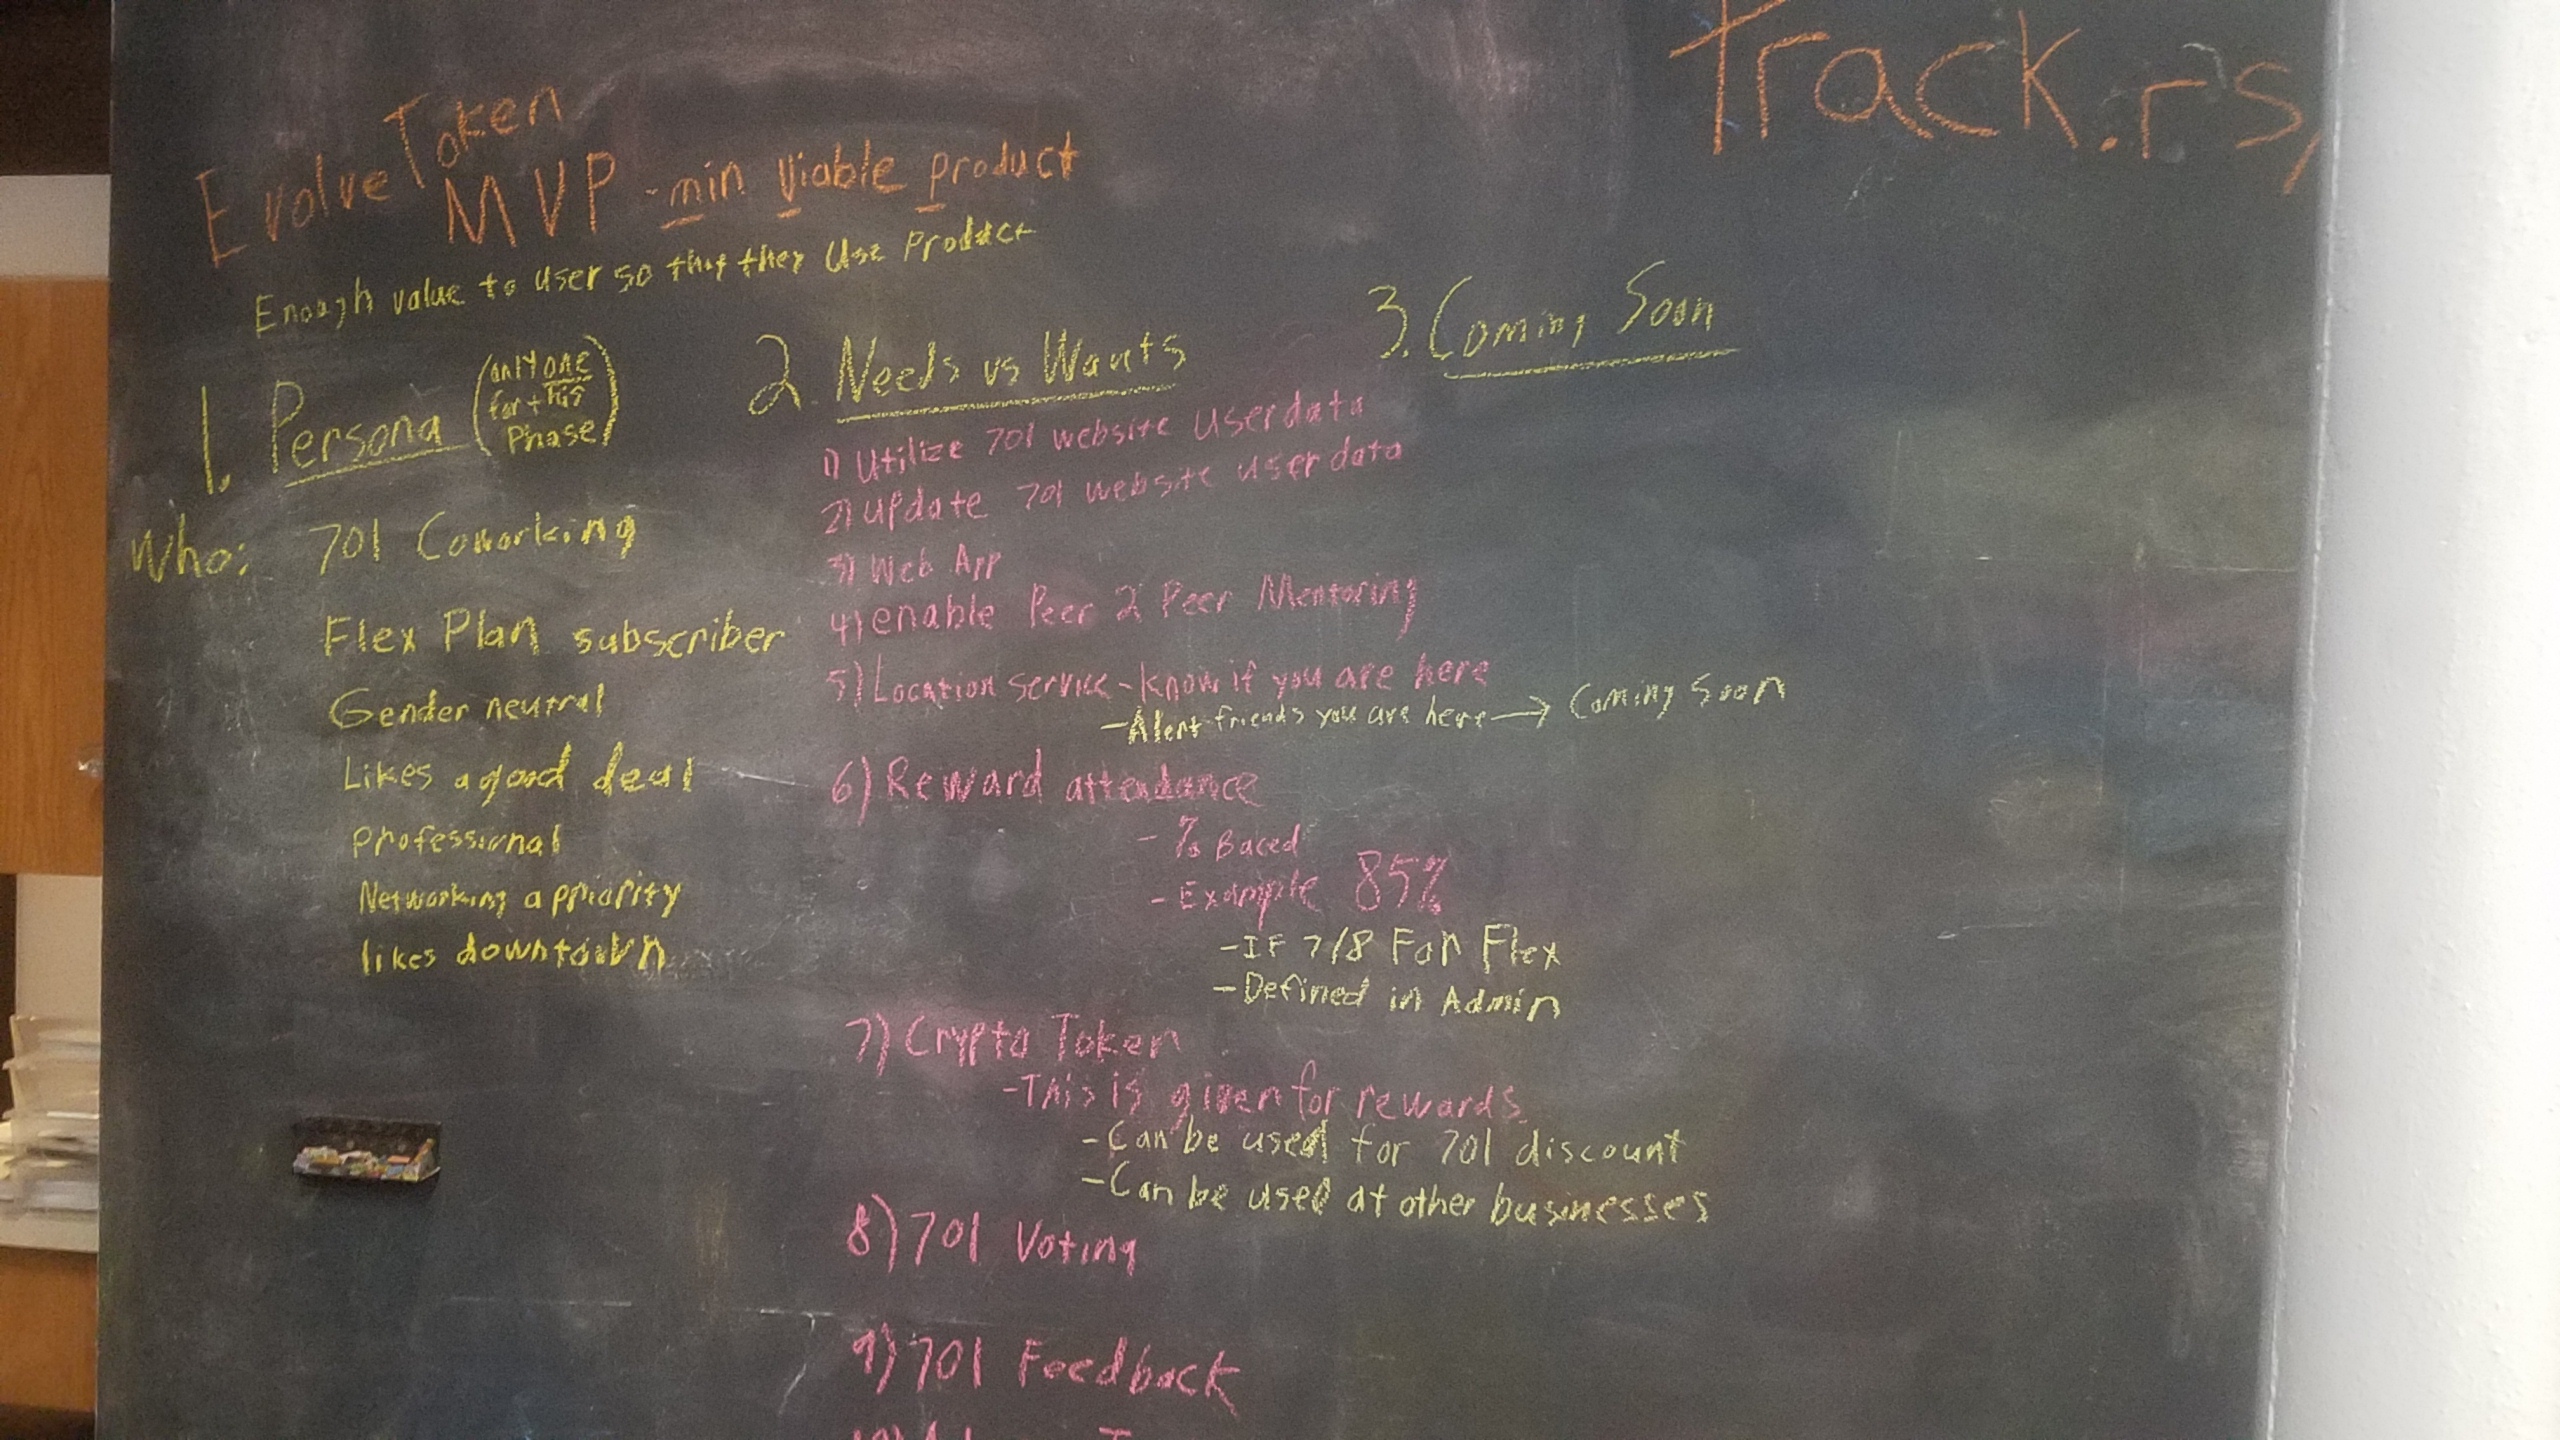 track.rs,
Evolve Token
MVP - min viable product
Enough value to user so that they use product
1. Persona (only one
for this
Phase)
Who: 701 Coworking
Flex Plan subscriber
Gender neutral
Likes a good deal
professional
Networking a priority
likes downtown
2. Needs vs Wants
1) Utilize 701 website userdata
2) update 701 website user data
3) Web App
4) enable Peer 2 Peer Mentoring
5) Location service - know if you are here
- Alert friends you are here → Coming Soon
6) Reward attendance
- % Baced
- Example 85%
- IF 7/8 For Flex
- Defined in Admin
7) Crypto Token
- This is given for rewards
- Can be used for 701 discount
- Can be used at other businesses
8) 701 Voting
9) 701 Feedback
3. Coming Soon